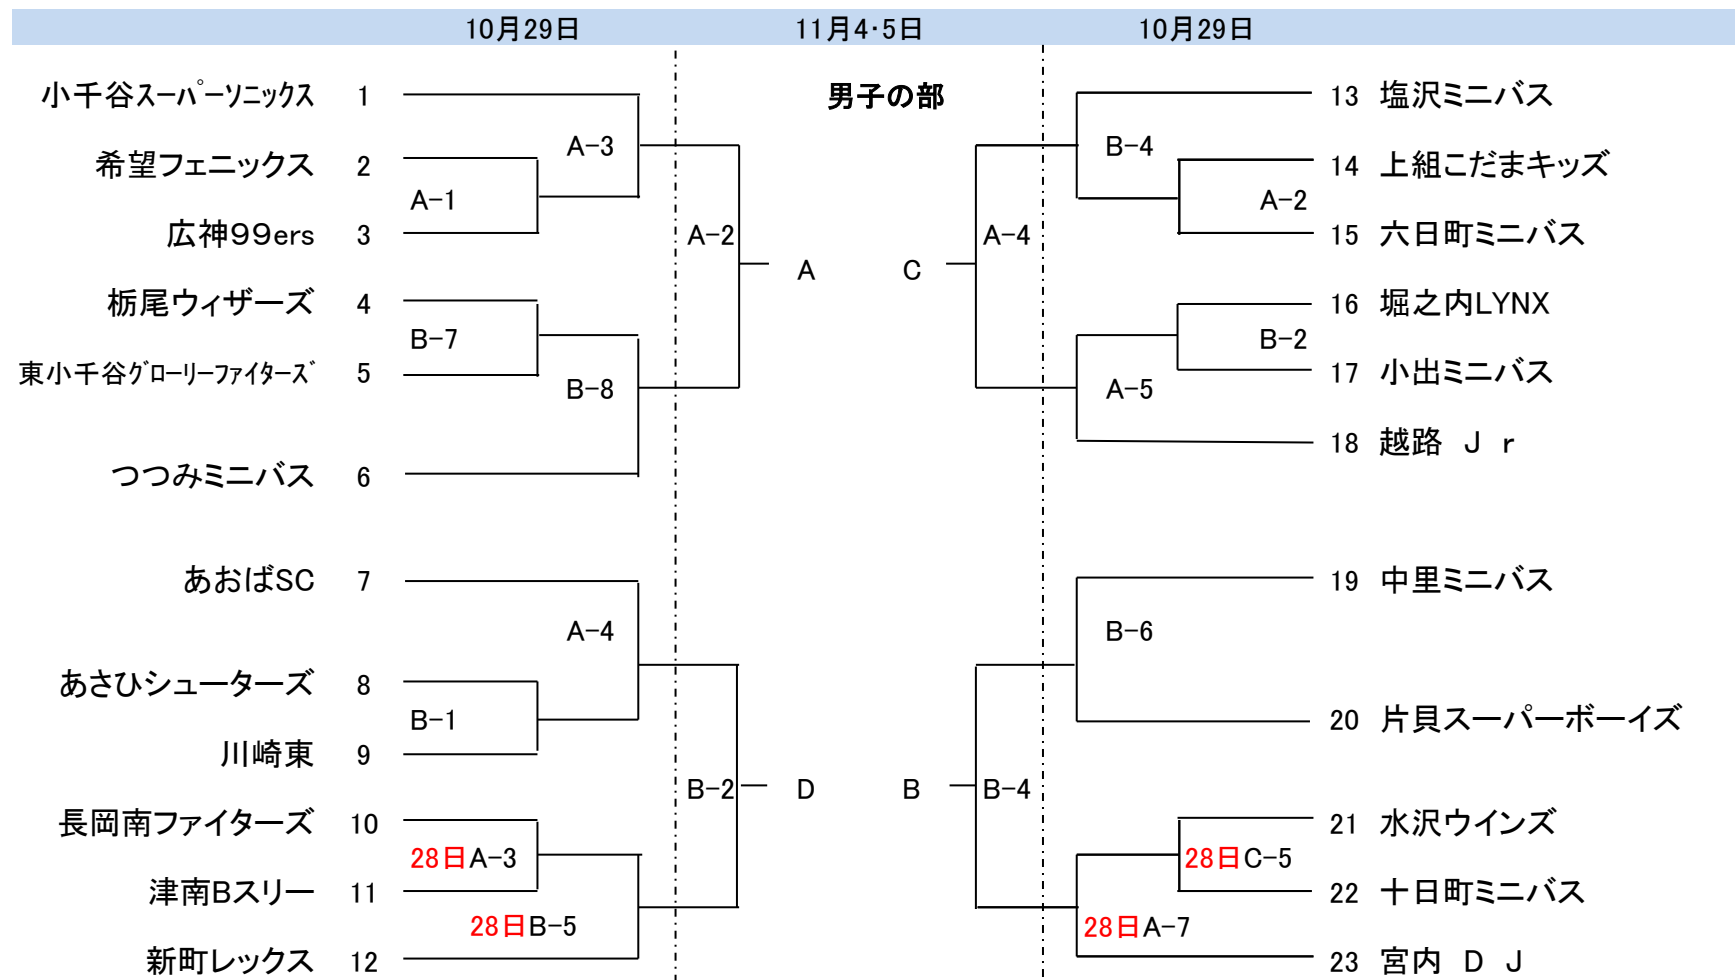 10月29日 11月4･5日 10月29日
男子の部
小千谷ｽｰﾊﾟｰｿﾆｯｸｽ 1
A-3
希望フェニックス 2
A-1
広神９９ers 3
A-2
A
栃尾ウィザーズ 4
B-7
東小千谷ｸﾞﾛｰﾘｰﾌｧｲﾀｰｽﾞ 5
B-8
つつみミニバス 6
あおばSC 7
A-4
あさひシューターズ 8
B-1
川崎東 9
B-2
D
長岡南ファイターズ 10
28日A-3
津南Bスリー 11
28日B-5
新町レックス 12
13 塩沢ミニバス
B-4
14 上組こだまキッズ
A-2
15 六日町ミニバス
A-4
C
16 堀之内LYNX
B-2
17 小出ミニバス
A-5
18 越路 Ｊ ｒ
19 中里ミニバス
B-6
20 片貝スーパーボーイズ
B-4
B
21 水沢ウインズ
28日C-5
22 十日町ミニバス
28日A-7
23 宮内 Ｄ Ｊ